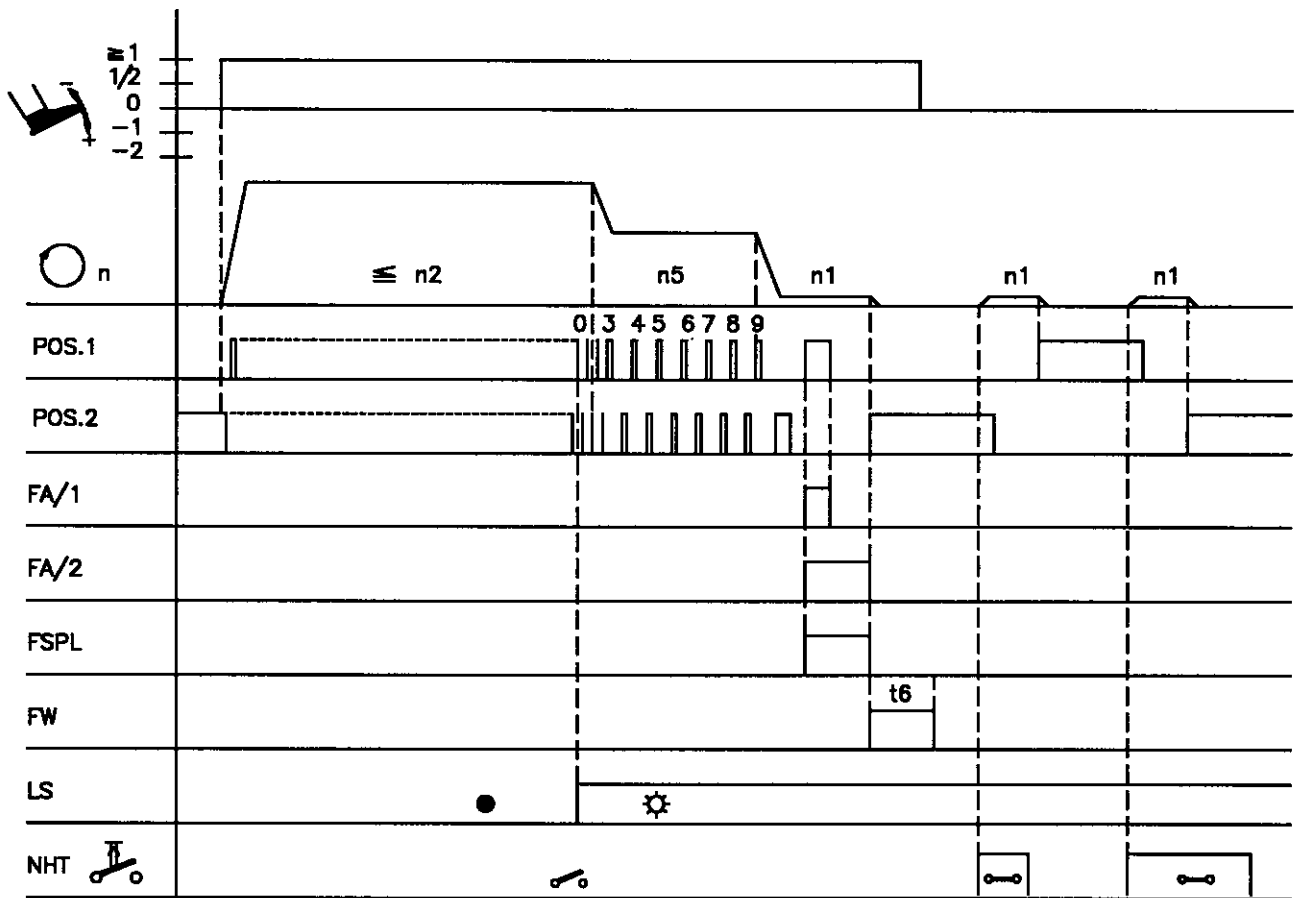 ≧1
1/2
0
−1
−2
−
+
n
≦ n2
n5
n1
n1
n1
POS.1
0 3 4 5 6 7 8 9
POS.2
FA/1
FA/2
FSPL
FW
t6
LS
NHT